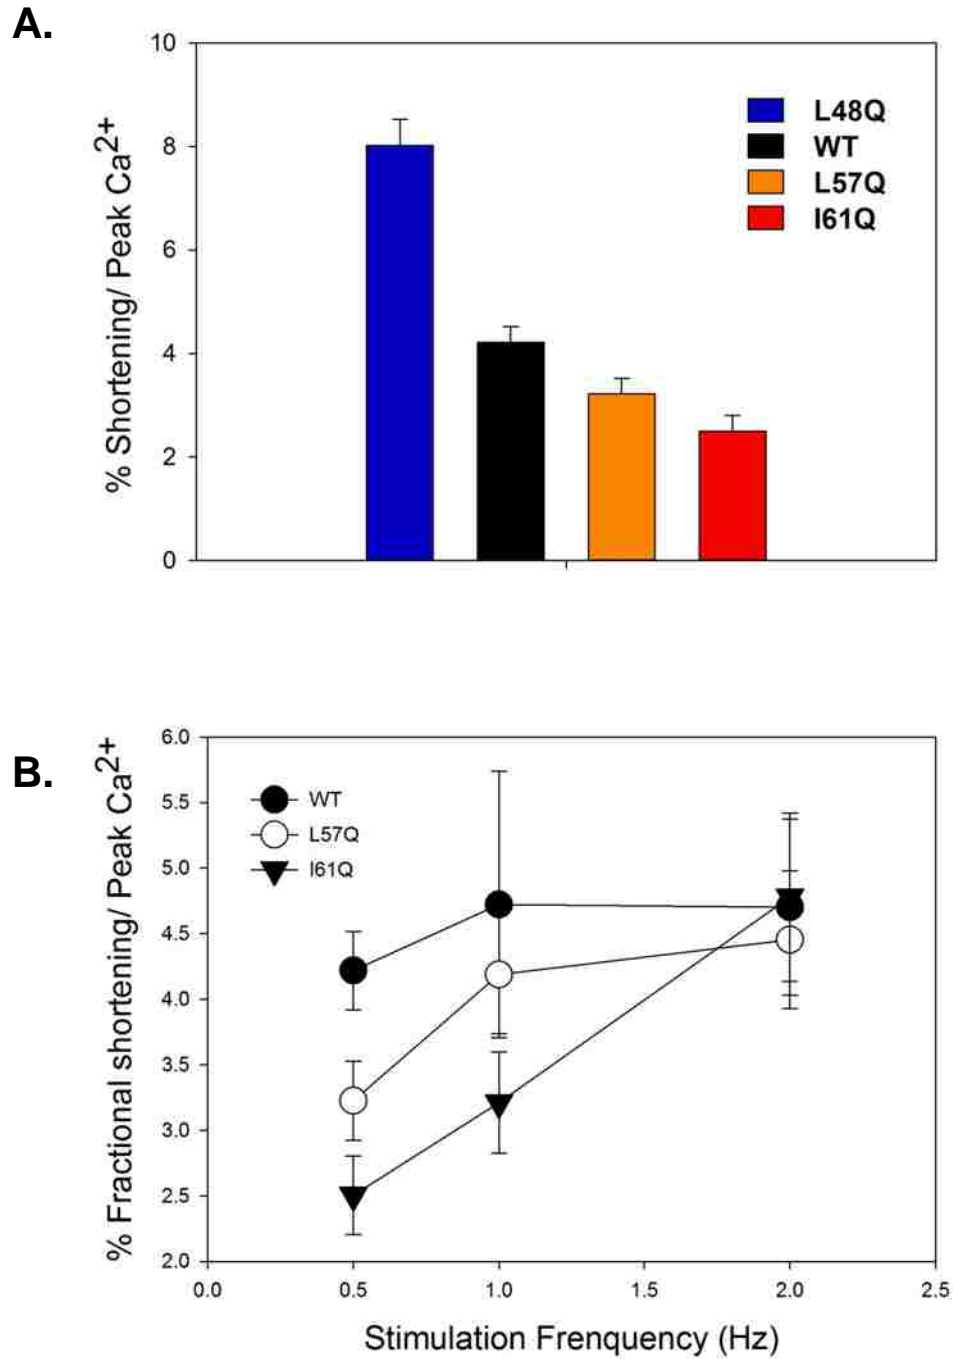 A.
% Shortening/ Peak Ca2+
10
8
6
4
2
0
L48Q
WT
L57Q
I61Q
B.
% Fractional shortening/ Peak Ca2+
6.0
5.5
5.0
4.5
4.0
3.5
3.0
2.5
2.0
WT
L57Q
I61Q
0.0 0.5 1.0 1.5 2.0 2.5
Stimulation Frenquency (Hz)